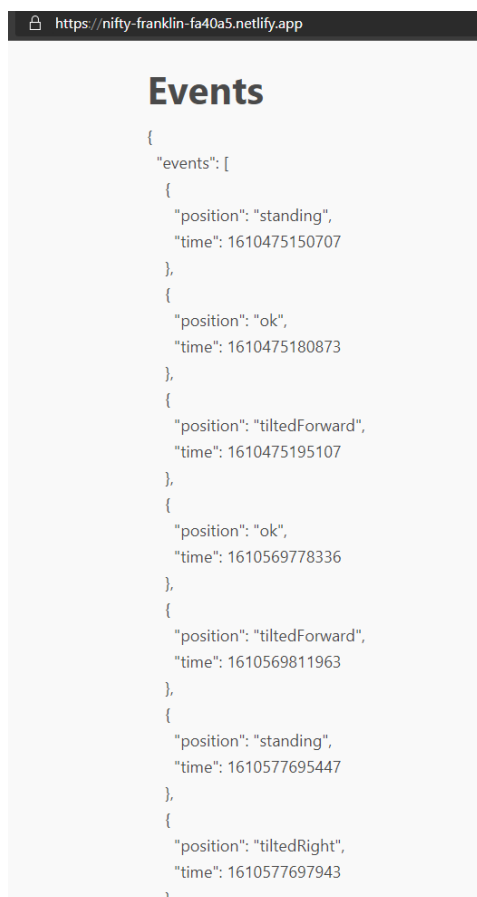 https://nifty-franklin-fa40a5.netlify.app
Events
{
"events": [
{
"position": "standing",
"time": 1610475150707
},
{
"position": "ok",
"time": 1610475180873
},
{
"position": "tiltedForward",
"time": 1610475195107
},
{
"position": "ok",
"time": 1610569778336
},
{
"position": "tiltedForward",
"time": 1610569811963
},
{
"position": "standing",
"time": 1610577695447
},
{
"position": "tiltedRight",
"time": 1610577697943